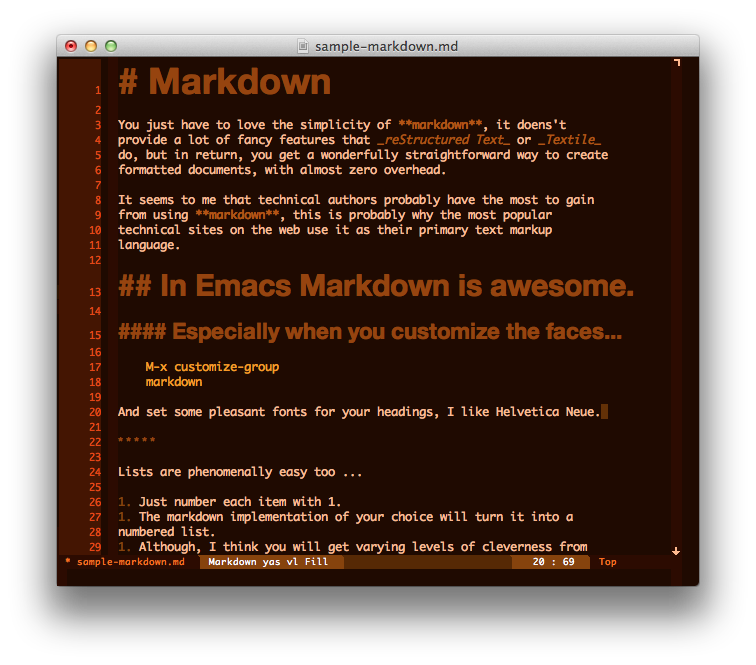 sample-markdown.md
1 # Markdown
2
3 You just have to love the simplicity of **markdown**, it doens't
4 provide a lot of fancy features that _reStructured Text_ or _Textile_
5 do, but in return, you get a wonderfully straightforward way to create
6 formatted documents, with almost zero overhead.
7
8 It seems to me that technical authors probably have the most to gain
9 from using **markdown**, this is probably why the most popular
10 technical sites on the web use it as their primary text markup
11 language.
12
13 ## In Emacs Markdown is awesome.
14
15 #### Especially when you customize the faces...
16
17 M-x customize-group
18 markdown
19
20 And set some pleasant fonts for your headings, I like Helvetica Neue.
21
22 *****
23
24 Lists are phenomenally easy too ...
25
26 1. Just number each item with 1.
27 1. The markdown implementation of your choice will turn it into a
28 numbered list.
29 1. Although, I think you will get varying levels of cleverness from
* sample-markdown.md Markdown yas vl Fill 20 : 69 Top